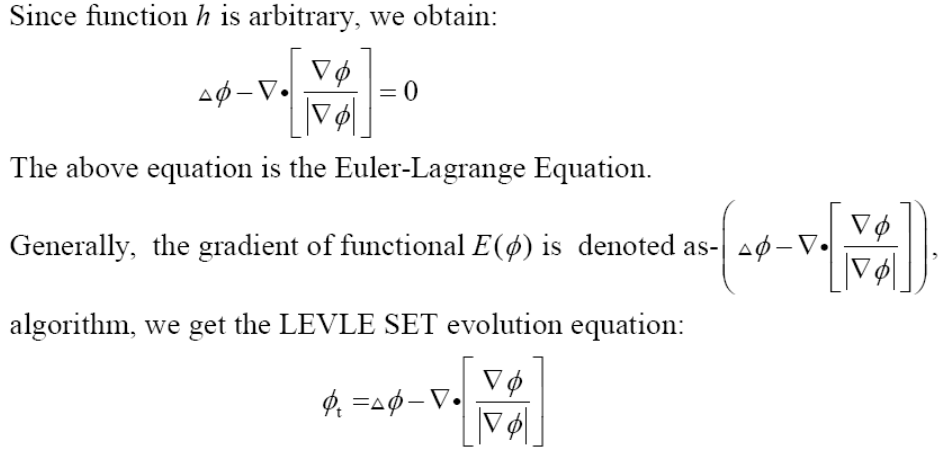 Since function h is arbitrary, we obtain:
△ϕ − ∇•[∇ϕ / |∇ϕ|] = 0
The above equation is the Euler-Lagrange Equation.
Generally, the gradient of functional E(ϕ) is denoted as-(△ϕ − ∇•[∇ϕ / |∇ϕ|]),
algorithm, we get the LEVLE SET evolution equation:
ϕt =△ϕ − ∇•[∇ϕ / |∇ϕ|]